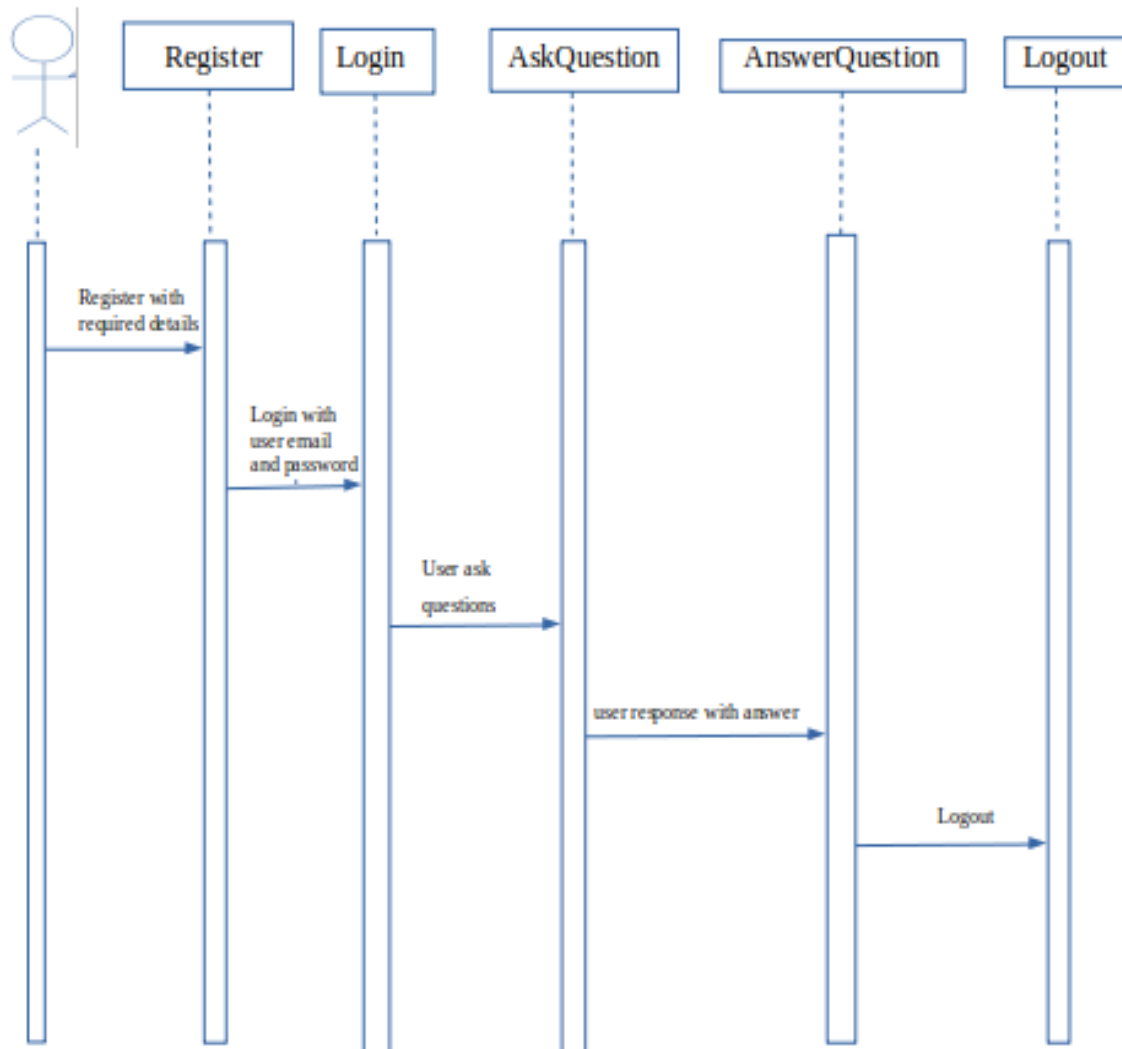 Register
Login
AskQuestion
AnswerQuestion
Logout
Register with
required details
Login with
user email
and password
User ask
questions
user response with answer
Logout